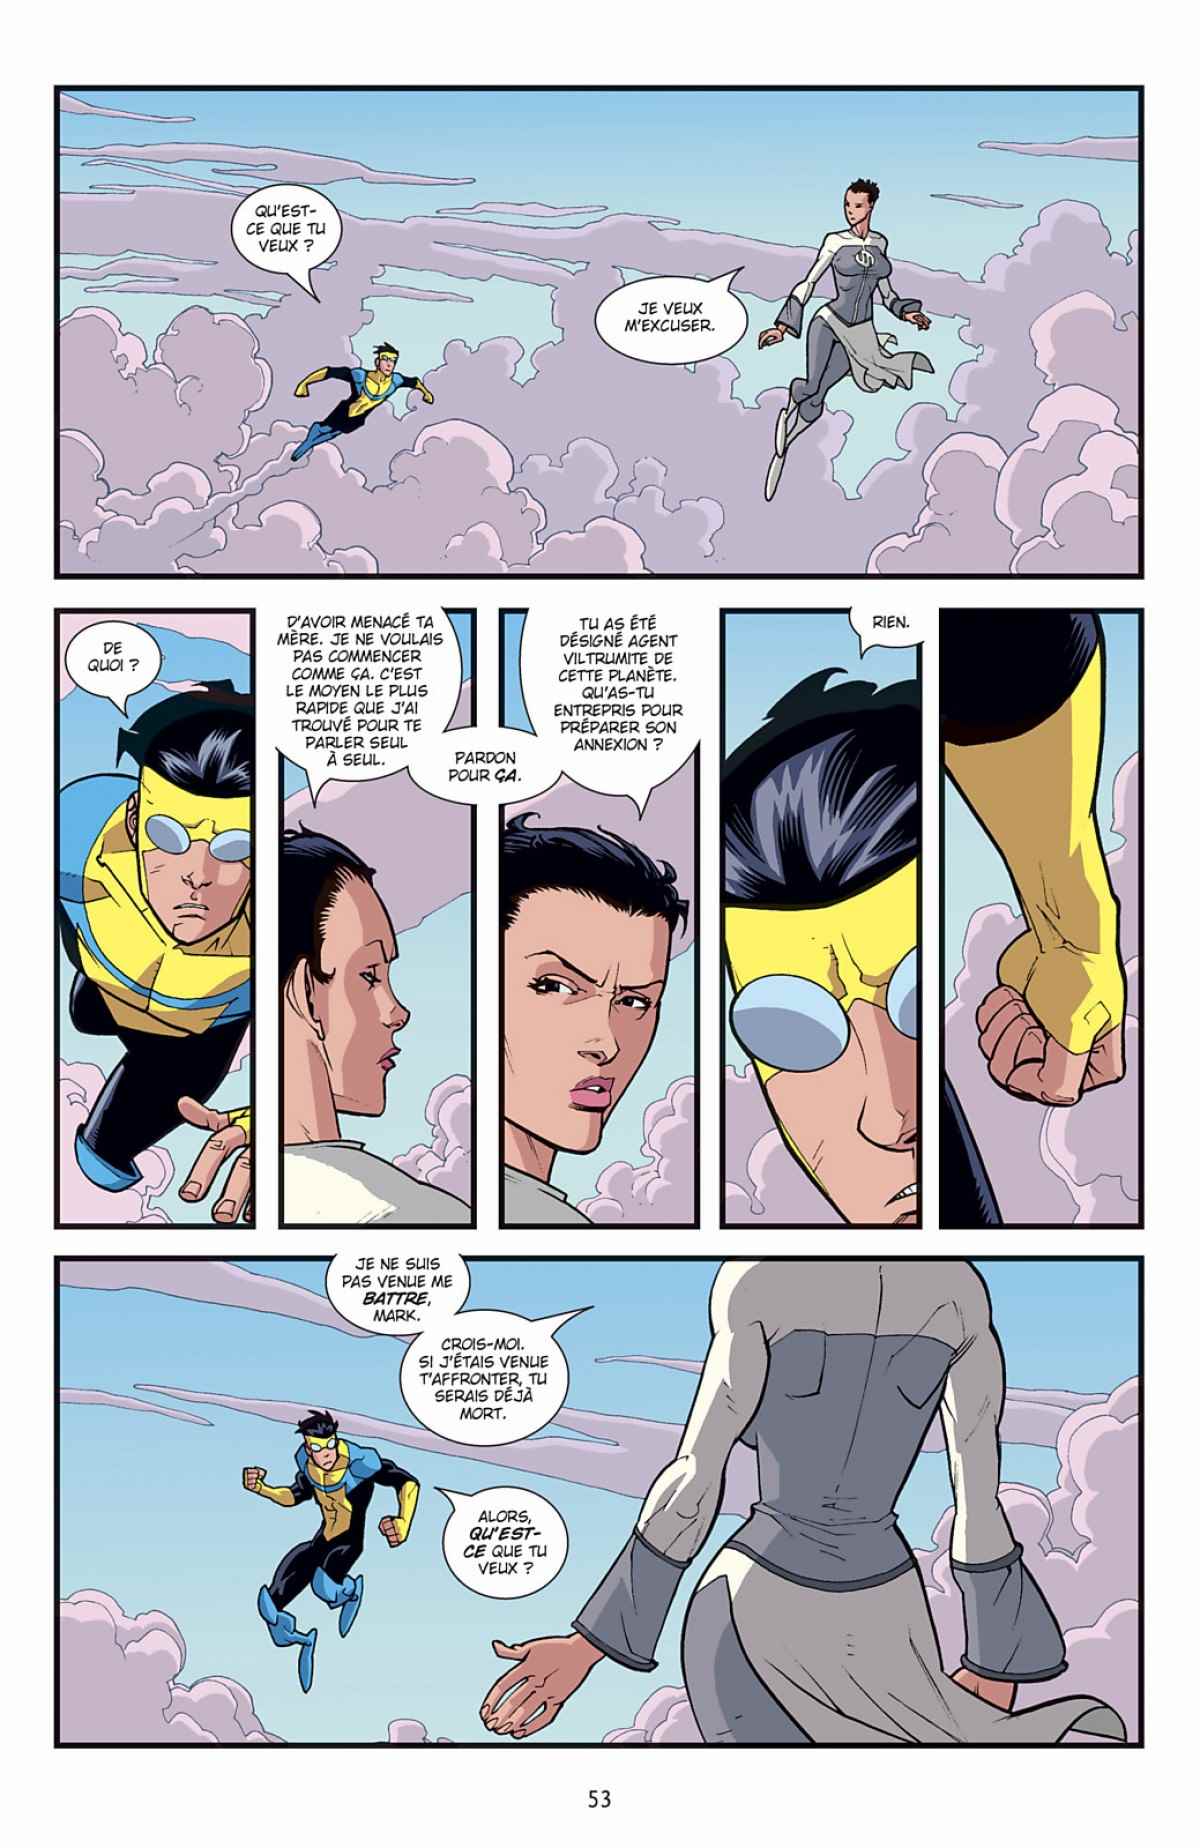 QU'EST-
CE QUE TU
VEUX ?
JE VEUX
M'EXCUSER.
DE
QUOI ?
D'AVOIR MENACÉ TA
MÈRE. JE NE VOULAIS
PAS COMMENCER
COMME ÇA. C'EST
LE MOYEN LE PLUS
RAPIDE QUE J'AI
TROUVÉ POUR TE
PARLER SEUL
À SEUL.
PARDON
POUR ÇA.
TU AS ÉTÉ
DÉSIGNÉ AGENT
VILTRUMITE DE
CETTE PLANÈTE.
QU'AS-TU
ENTREPRIS POUR
PRÉPARER SON
ANNEXION ?
RIEN.
JE NE SUIS
PAS VENUE ME
BATTRE,
MARK.
CROIS-MOI.
SI J'ÉTAIS VENUE
T'AFFRONTER, TU
SERAIS DÉJÀ
MORT.
ALORS,
QU'EST-
CE QUE TU
VEUX ?
53